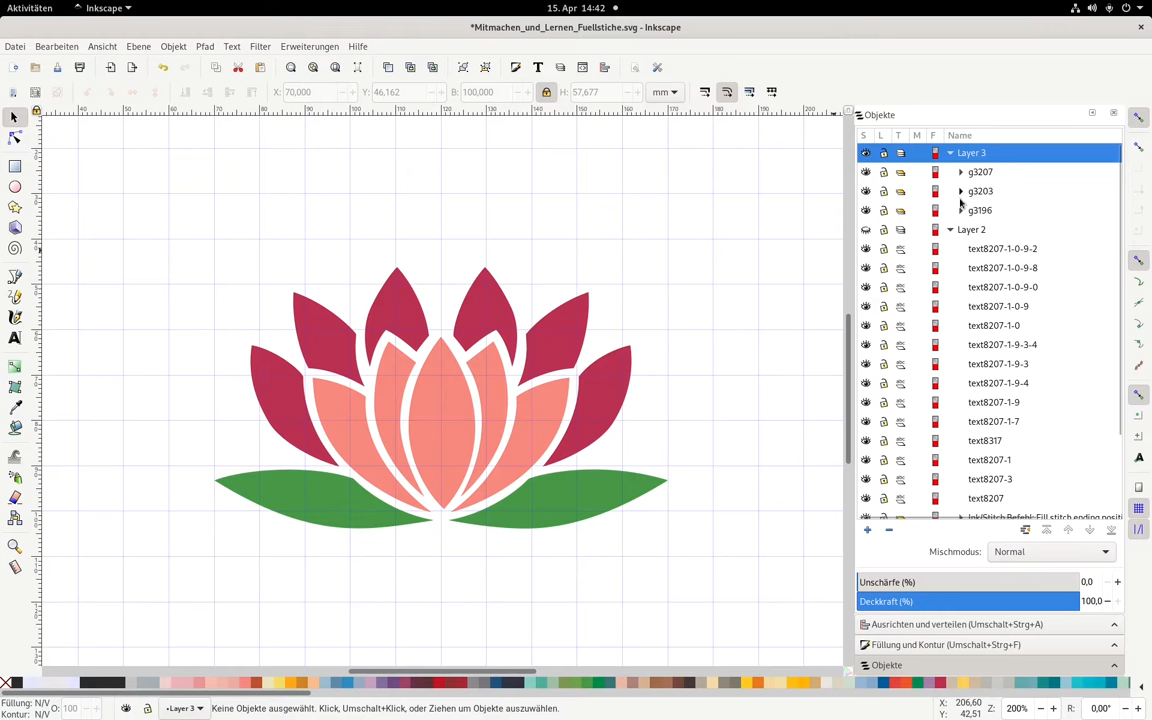 Aktivitäten Inkscape 15. Apr 14:42
*Mitmachen_und_Lernen_Fuellstiche.svg - Inkscape
Datei Bearbeiten Ansicht Ebene Objekt Pfad Text Filter Erweiterungen Hilfe
X: 70,000 Y: 46,162 B: 100,000 H: 57,677 mm
Objekte
S L T M F Name
Layer 3
g3207
g3203
g3196
Layer 2
text8207-1-0-9-2
text8207-1-0-9-8
text8207-1-0-9-0
text8207-1-0-9
text8207-1-0
text8207-1-9-3-4
text8207-1-9-3
text8207-1-9-4
text8207-1-9
text8207-1-7
text8317
text8207-1
text8207-3
text8207
Mischmodus: Normal
Unschärfe (%) 0,0
Deckkraft (%) 100,0
Ausrichten und verteilen (Umschalt+Strg+A)
Füllung und Kontur (Umschalt+Strg+F)
Objekte
Füllung: N/V
Kontur: N/V
O: 100
Layer 3
Keine Objekte ausgewählt. Klick, Umschalt+Klick, oder Ziehen um Objekte auszuwählen.
X: 206,60
Y: 42,51
Z: 200%
R: 0,00°